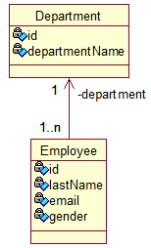 Department
id
departmentName
1
-department
1..n
Employee
id
lastName
email
gender